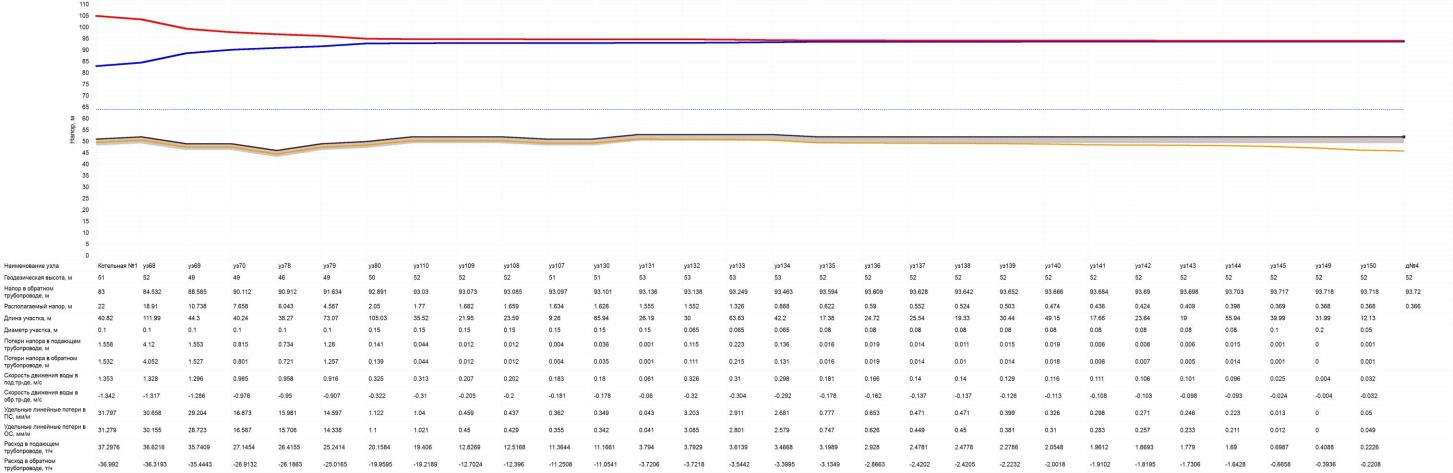 110
105
100
95
90
85
80
75
70
65
60
55
50
45
40
35
30
25
20
15
10
5
0
Напор, м
Наименование узла Котельная №1 уз68 уз69 уз70 уз78 уз79 уз80 уз110 уз109 уз108 уз107 уз130 уз131 уз132 уз133 уз134 уз135 уз136 уз137 уз138 уз139 уз140 уз141 уз142 уз143 уз144 уз145 уз149 уз150 д№4
Геодезическая высота, м 51 52 49 49 46 49 50 52 52 52 51 51 53 53 53 53 52 52 52 52 52 52 52 52 52 52 52 52 52 52
Напор в обратном
трубопроводе, м 83 84.532 88.585 90.112 90.912 91.634 92.891 93.03 93.073 93.085 93.097 93.101 93.136 93.138 93.249 93.463 93.594 93.609 93.628 93.642 93.652 93.666 93.684 93.69 93.698 93.703 93.717 93.718 93.718 93.72
Располагаемый напор, м 22 18.91 10.738 7.658 6.043 4.587 2.05 1.77 1.682 1.659 1.634 1.626 1.555 1.552 1.326 0.888 0.622 0.59 0.552 0.524 0.503 0.474 0.436 0.424 0.409 0.398 0.369 0.368 0.368 0.366
Длина участка, м 40.82 111.99 44.3 40.24 38.27 73.07 105.03 35.52 21.95 23.59 9.26 85.94 26.19 30 63.83 42.2 17.38 24.72 25.54 19.33 30.44 49.15 17.66 23.64 19 55.94 39.99 31.99 12.13
Диаметр участка, м 0.1 0.1 0.1 0.1 0.1 0.1 0.15 0.15 0.15 0.15 0.15 0.15 0.15 0.065 0.065 0.065 0.08 0.08 0.08 0.08 0.08 0.08 0.08 0.08 0.08 0.08 0.1 0.2 0.05
Потери напора в подающем
трубопроводе, м 1.558 4.12 1.553 0.815 0.734 1.28 0.141 0.044 0.012 0.012 0.004 0.036 0.001 0.115 0.223 0.136 0.016 0.019 0.014 0.011 0.015 0.019 0.006 0.008 0.006 0.015 0.001 0 0.001
Потери напора в обратном
трубопроводе, м 1.532 4.052 1.527 0.801 0.721 1.257 0.139 0.044 0.012 0.012 0.004 0.035 0.001 0.111 0.215 0.131 0.016 0.019 0.014 0.01 0.014 0.018 0.006 0.007 0.005 0.014 0.001 0 0.001
Скорость движения воды в
под.тр-де, м/с 1.353 1.328 1.296 0.985 0.958 0.916 0.325 0.313 0.207 0.202 0.183 0.18 0.061 0.326 0.31 0.298 0.181 0.166 0.14 0.14 0.129 0.116 0.111 0.106 0.101 0.096 0.025 0.004 0.032
Скорость движения воды в
обр.тр-де, м/с -1.342 -1.317 -1.286 -0.976 -0.95 -0.907 -0.322 -0.31 -0.205 -0.2 -0.181 -0.178 -0.06 -0.32 -0.304 -0.292 -0.178 -0.162 -0.137 -0.137 -0.126 -0.113 -0.108 -0.103 -0.098 -0.093 -0.024 -0.004 -0.032
Удельные линейные потери в
ПС, мм/м 31.797 30.658 29.204 16.873 15.981 14.597 1.122 1.04 0.459 0.437 0.362 0.349 0.043 3.203 2.911 2.681 0.777 0.653 0.471 0.471 0.399 0.326 0.298 0.271 0.246 0.223 0.013 0 0.05
Удельные линейные потери в
ОС, мм/м 31.279 30.155 28.723 16.587 15.706 14.338 1.1 1.021 0.45 0.429 0.355 0.342 0.041 3.085 2.801 2.579 0.747 0.626 0.449 0.45 0.381 0.31 0.283 0.257 0.233 0.211 0.012 0 0.049
Расход в подающем
трубопроводе, т/ч 37.2976 36.6216 35.7409 27.1454 26.4155 25.2414 20.1584 19.406 12.8269 12.5168 11.3644 11.1661 3.794 3.7929 3.6139 3.4668 3.1989 2.928 2.4781 2.4778 2.2786 2.0548 1.9612 1.8693 1.779 1.69 0.6987 0.4088 0.2226
Расход в обратном
трубопроводе, т/ч -36.992 -36.3193 -35.4443 -26.9132 -26.1863 -25.0165 -19.9595 -19.2189 -12.7024 -12.396 -11.2508 -11.0541 -3.7206 -3.7218 -3.5442 -3.3995 -3.1349 -2.8663 -2.4202 -2.4205 -2.2232 -2.0018 -1.9102 -1.8195 -1.7306 -1.6428 -0.6658 -0.3936 -0.2208